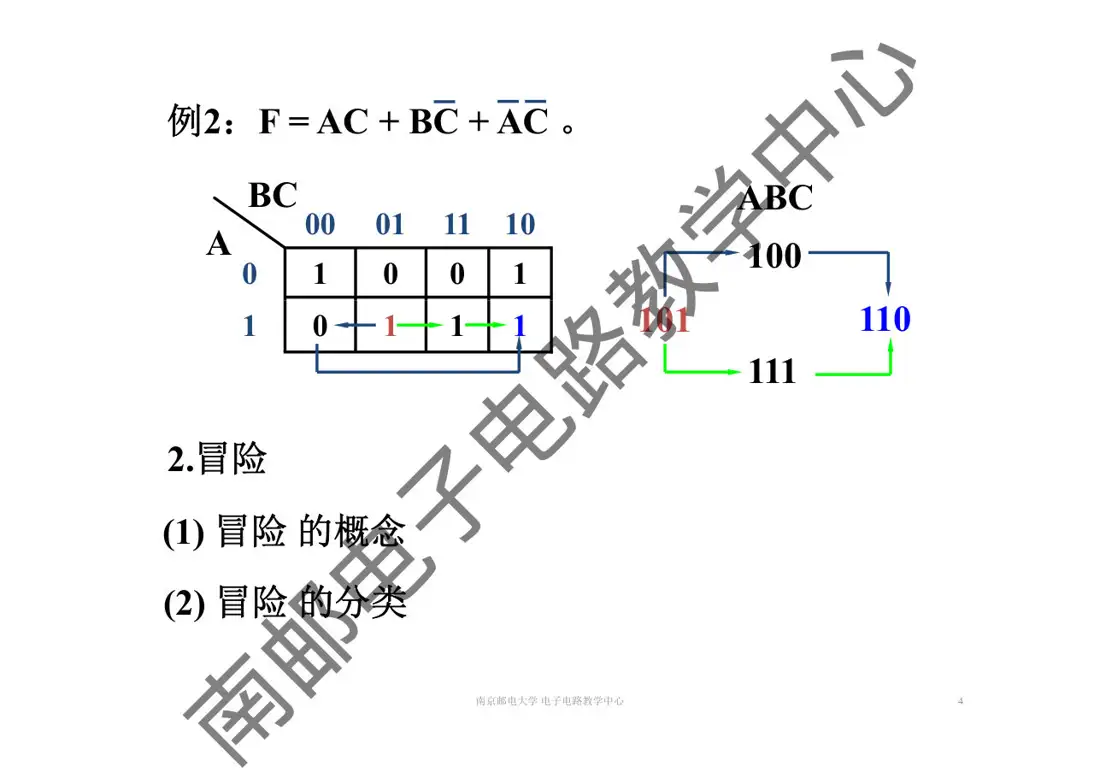 例2：F = AC + BC̅ + A̅C̅ 。
BC
A
00 01 11 10
0 1 0 0 1
1 0 1 1 1
ABC
100
101 110
111
2.冒险
(1) 冒险 的概念
(2) 冒险 的分类
南邮电子电路教学中心
南京邮电大学 电子电路教学中心 4